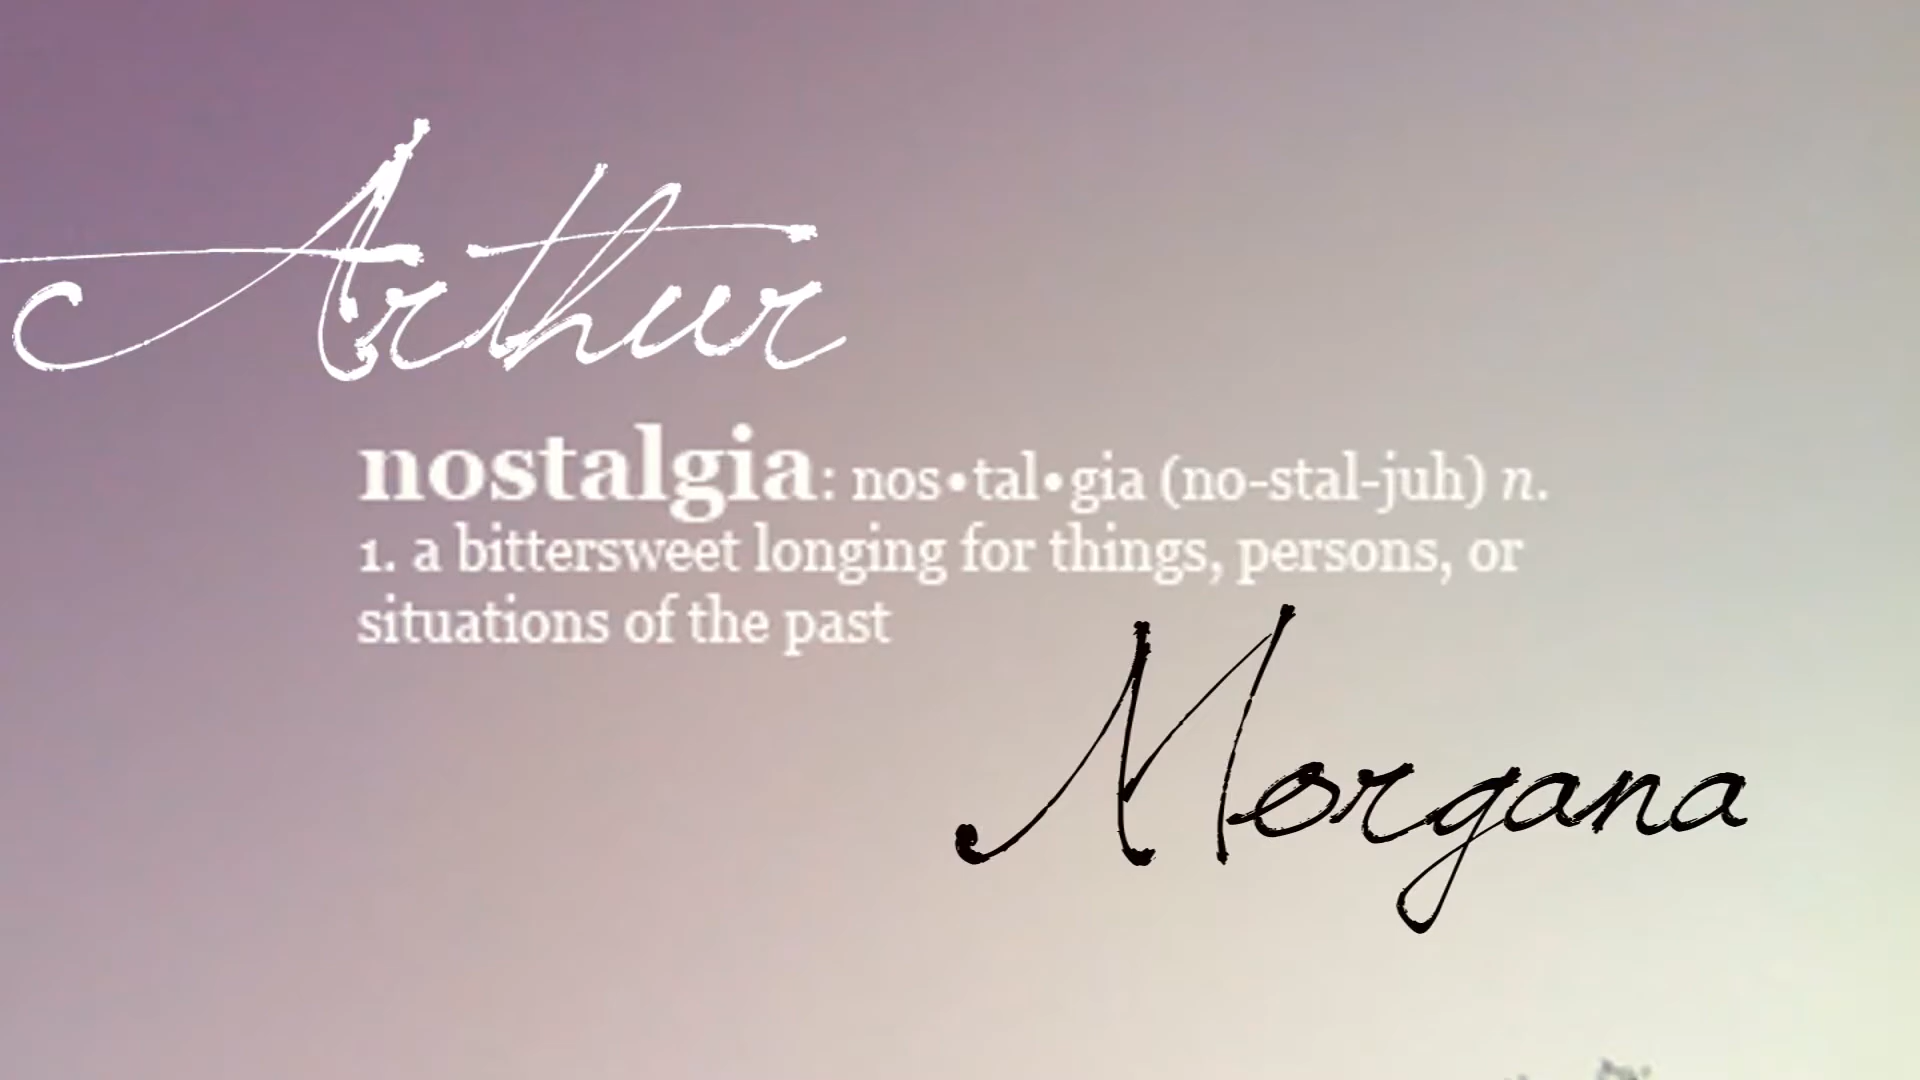 Arthur
nostalgia: nos•tal•gia (no-stal-juh) n.
1. a bittersweet longing for things, persons, or
situations of the past
Morgana